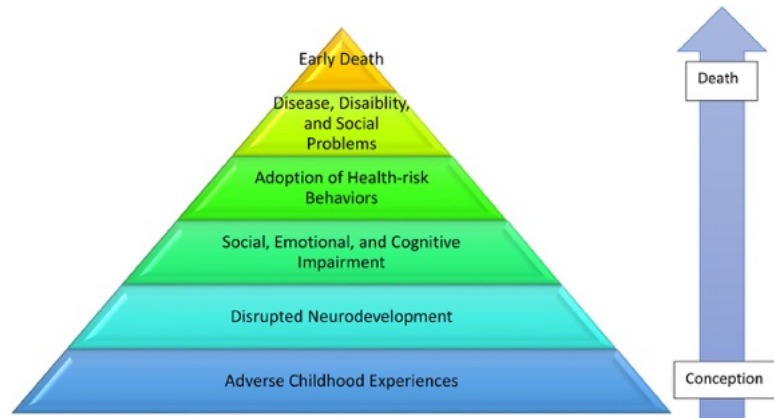 Early Death
Death
Disease, Disaiblity,
and Social
Problems
Adoption of Health-risk
Behaviors
Social, Emotional, and Cognitive
Impairment
Disrupted Neurodevelopment
Adverse Childhood Experiences
Conception